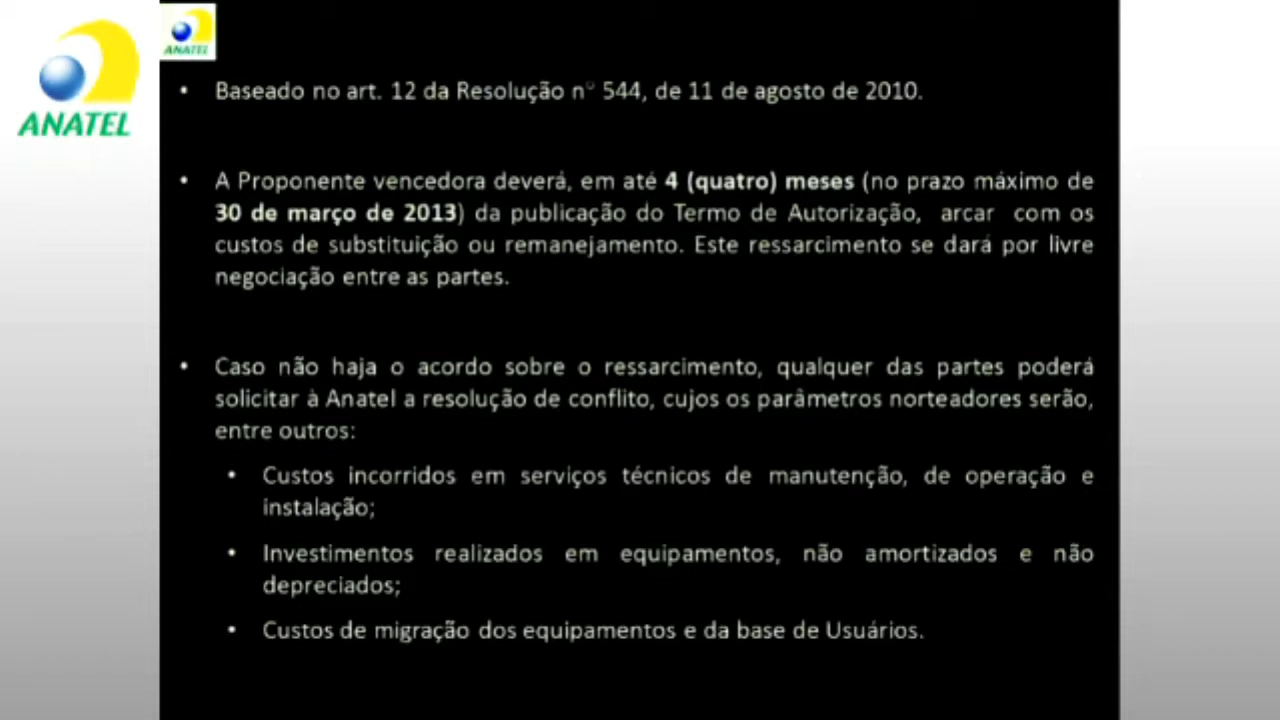 ANATEL
ANATEL
• Baseado no art. 12 da Resolução n° 544, de 11 de agosto de 2010.
• A Proponente vencedora deverá, em até 4 (quatro) meses (no prazo máximo de
30 de março de 2013) da publicação do Termo de Autorização, arcar com os
custos de substituição ou remanejamento. Este ressarcimento se dará por livre
negociação entre as partes.
• Caso não haja o acordo sobre o ressarcimento, qualquer das partes poderá
solicitar à Anatel a resolução de conflito, cujos os parâmetros norteadores serão,
entre outros:
• Custos incorridos em serviços técnicos de manutenção, de operação e
instalação;
• Investimentos realizados em equipamentos, não amortizados e não
depreciados;
• Custos de migração dos equipamentos e da base de Usuários.